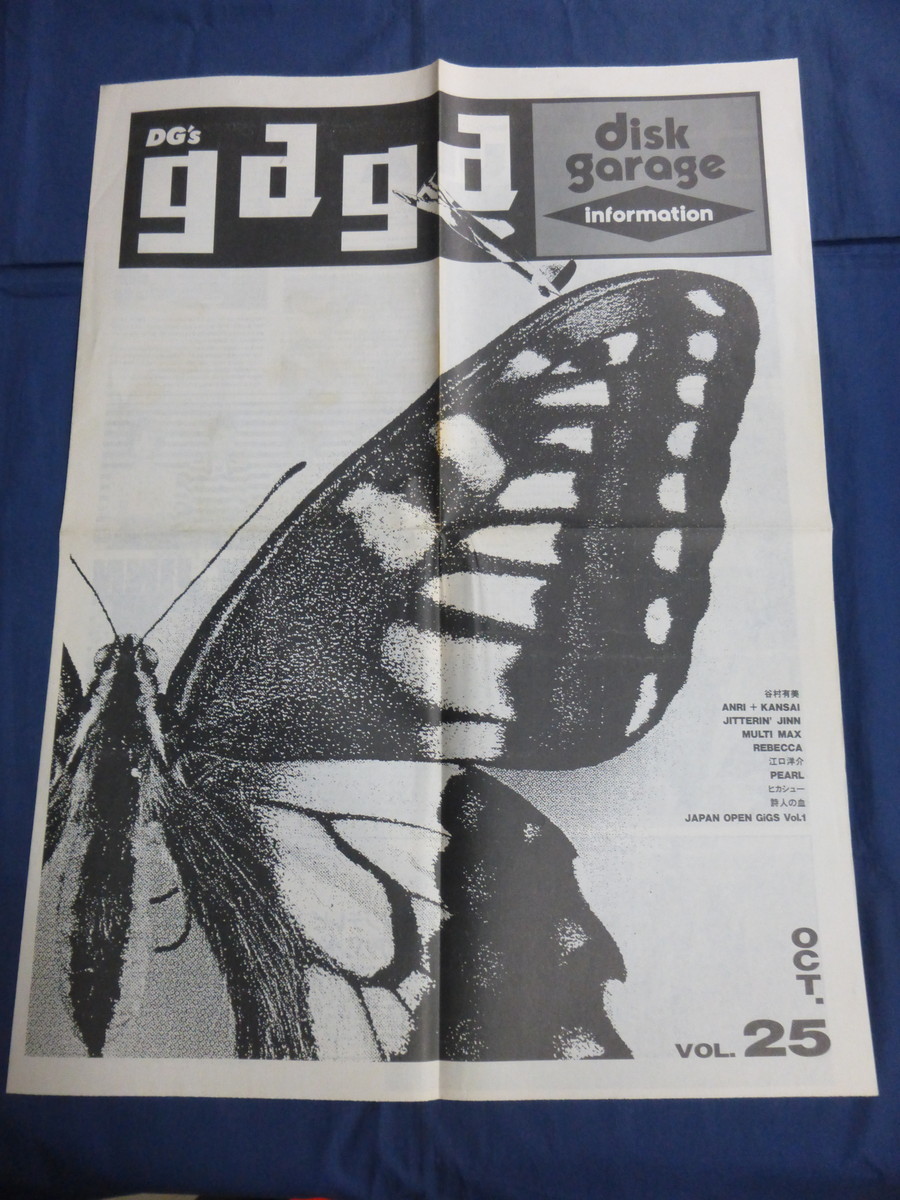 DG's
gaga
disk
garage
information
谷村有美
ANRI + KANSAI
JITTERIN' JINN
MULTI MAX
REBECCA
江口洋介
PEARL
ヒカシュー
詩人の血
JAPAN OPEN GiGS Vol.1
OCT.
VOL. 25